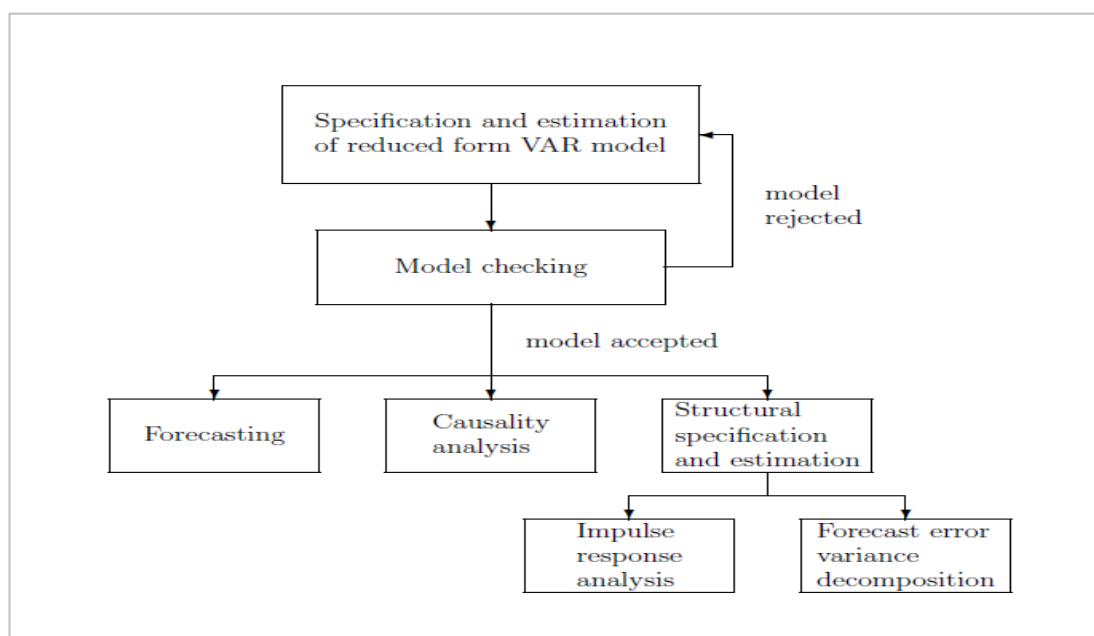 Specification and estimation
of reduced form VAR model
model
rejected
Model checking
model accepted
Forecasting
Causality
analysis
Structural
specification
and estimation
Impulse
response
analysis
Forecast error
variance
decomposition